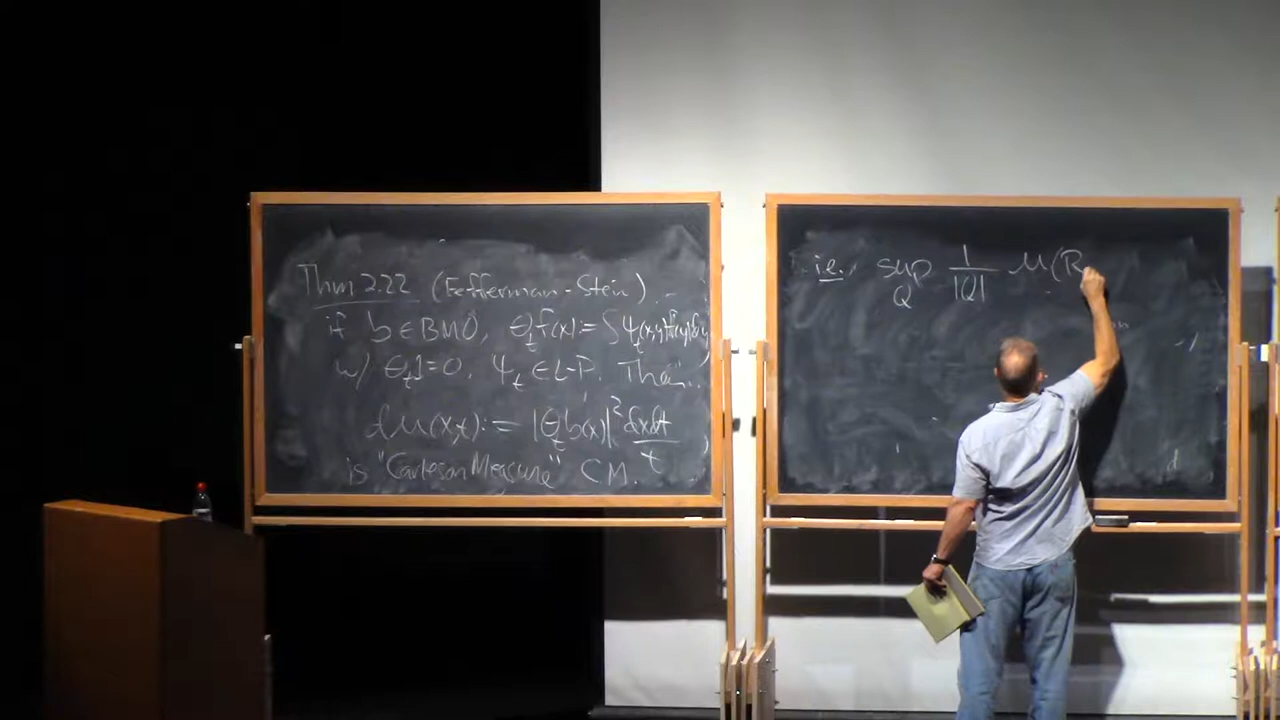 Thm 2.22 (Fefferman-Stein).
if b ∈ BMO, θ_t f(x) := ∫ψ_t(x,y)f(y)dy,
w/ θ_t 1 = 0, ψ_t ∈ L-P. Then
dμ(x,t) := |θ_t b(x)|² dxdt/t,
is "Carleson Measure" CM.
i.e., sup_Q 1/|Q| μ(R